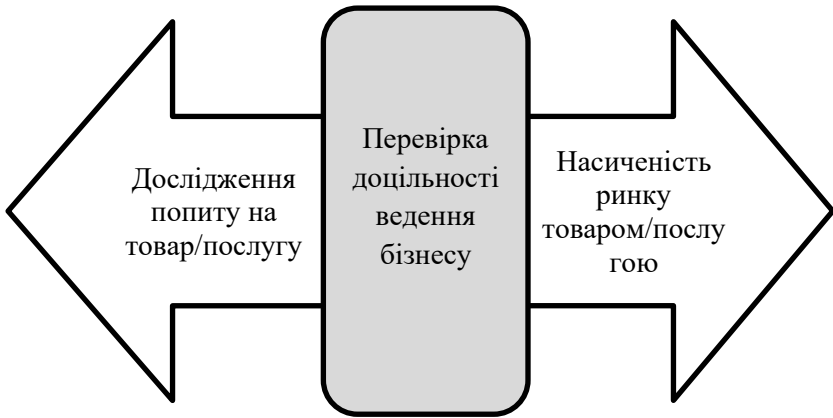 Дослідження
попиту на
товар/послугу
Перевірка
доцільності
ведення
бізнесу
Насиченість
ринку
товаром/послу
гою